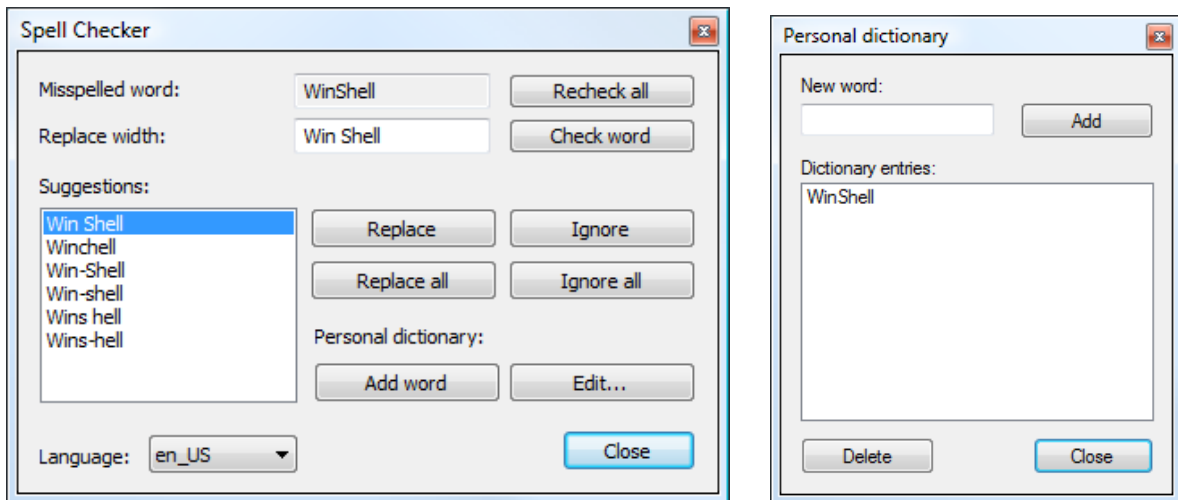 Spell Checker
Misspelled word: WinShell Recheck all
Replace width: Win Shell Check word
Suggestions:
Win Shell
Winchell
Win-Shell
Win-shell
Wins hell
Wins-hell
Replace Ignore
Replace all Ignore all
Personal dictionary:
Add word Edit...
Language: en_US Close
Personal dictionary
New word:
Add
Dictionary entries:
WinShell
Delete Close